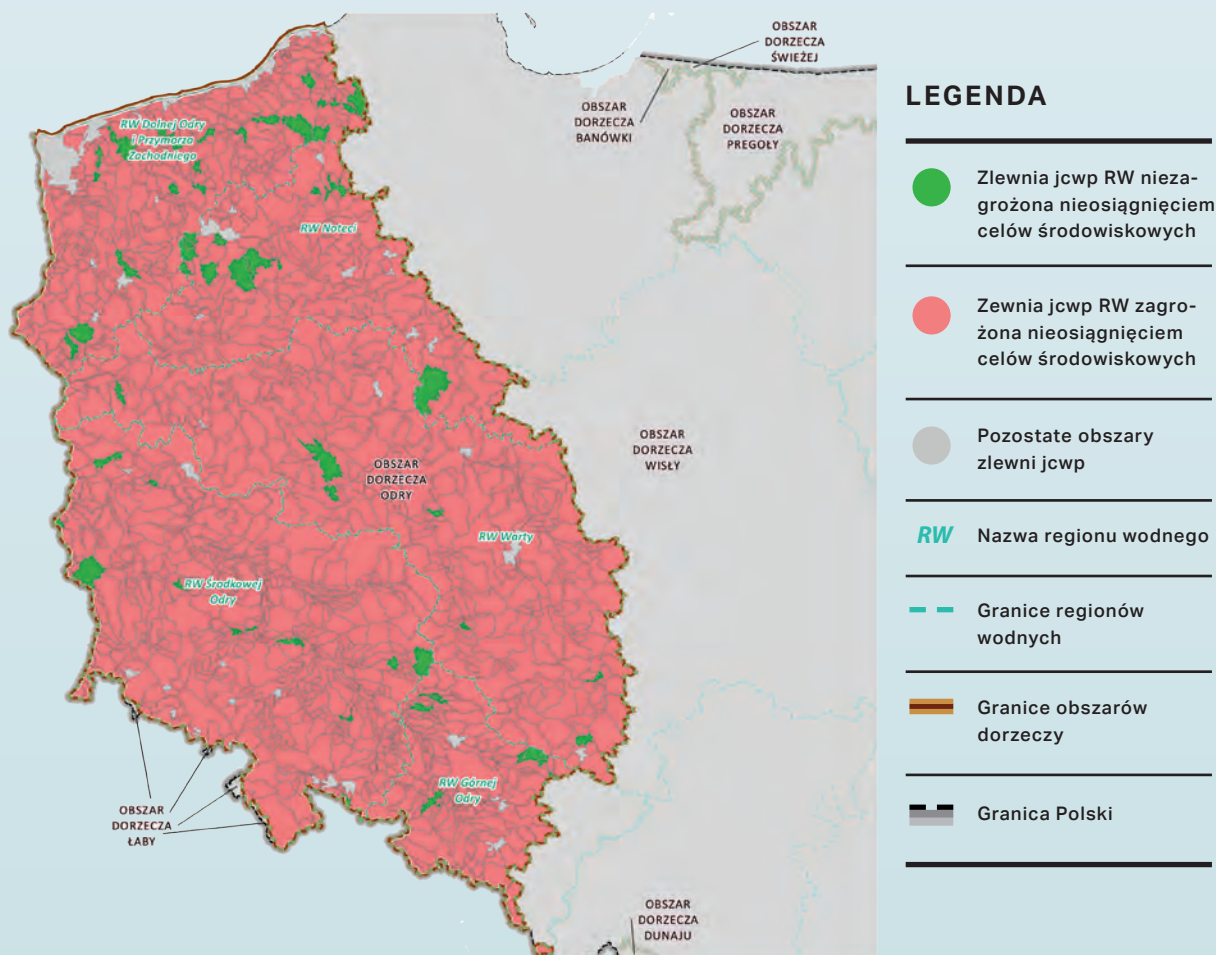 OBSZAR
DORZECZA
ŚWIEŻEJ
OBSZAR
DORZECZA
BANÓWKI
OBSZAR
DORZECZA
PREGOŁY
RW Dolnej Odry
i Przymorza
Zachodniego
RW Noteci
OBSZAR
DORZECZA
WISŁY
OBSZAR
DORZECZA
ODRY
RW Warty
RW Środkowej
Odry
RW Górnej
Odry
OBSZAR
DORZECZA
ŁABY
OBSZAR
DORZECZA
DUNAJU
LEGENDA
Zlewnia jcwp RW nieza-
grożona nieosiągnięciem
celów środowiskowych
Zewnia jcwp RW zagro-
żona nieosiągnięciem
celów środowiskowych
Pozostate obszary
zlewni jcwp
RW Nazwa regionu wodnego
Granice regionów
wodnych
Granice obszarów
dorzeczy
Granica Polski